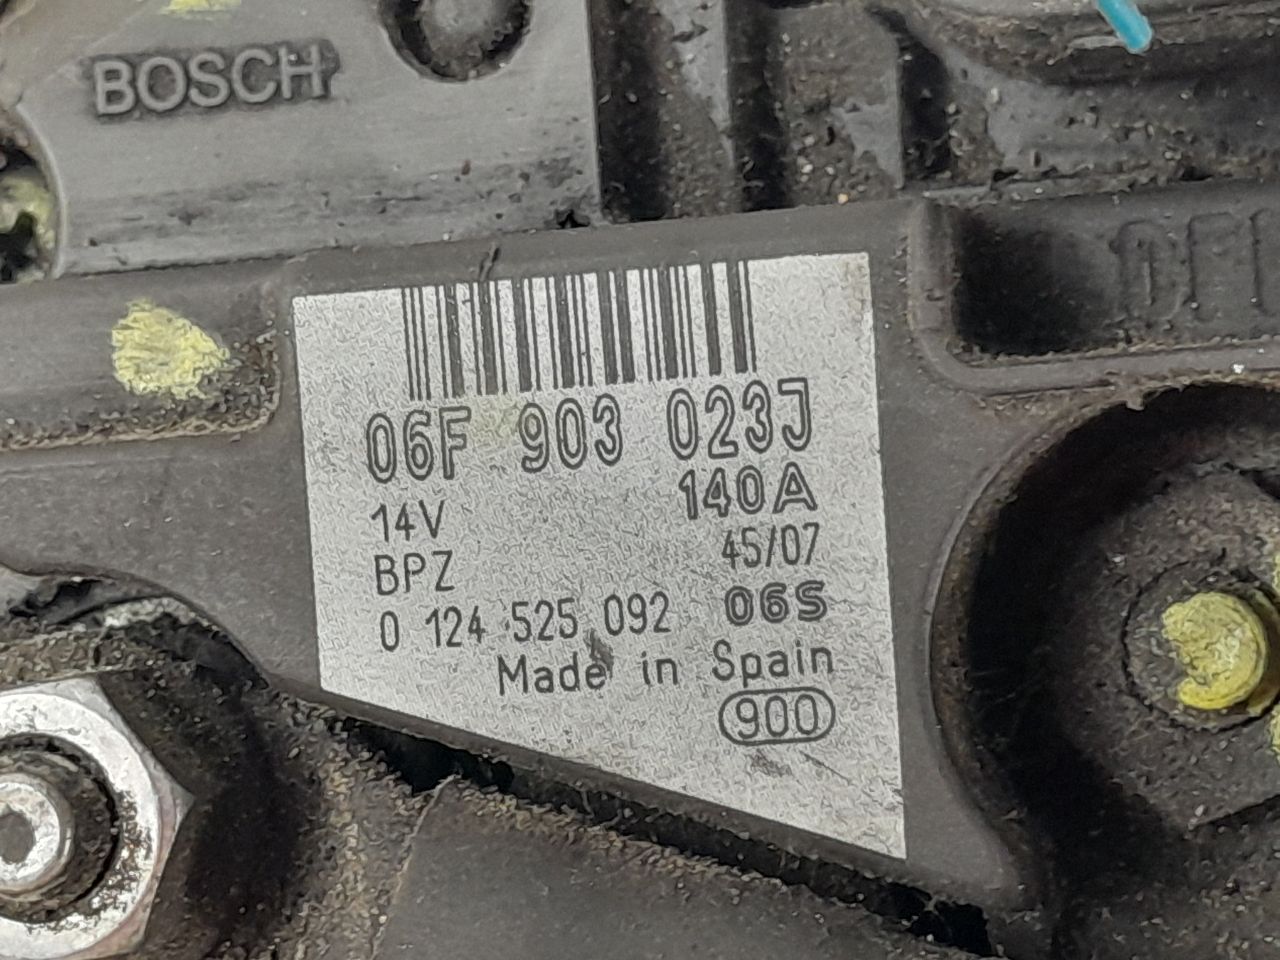 BOSCH
06F 903 023J
14V 140A
BPZ 45/07
0 124 525 092 06S
Made in Spain
900